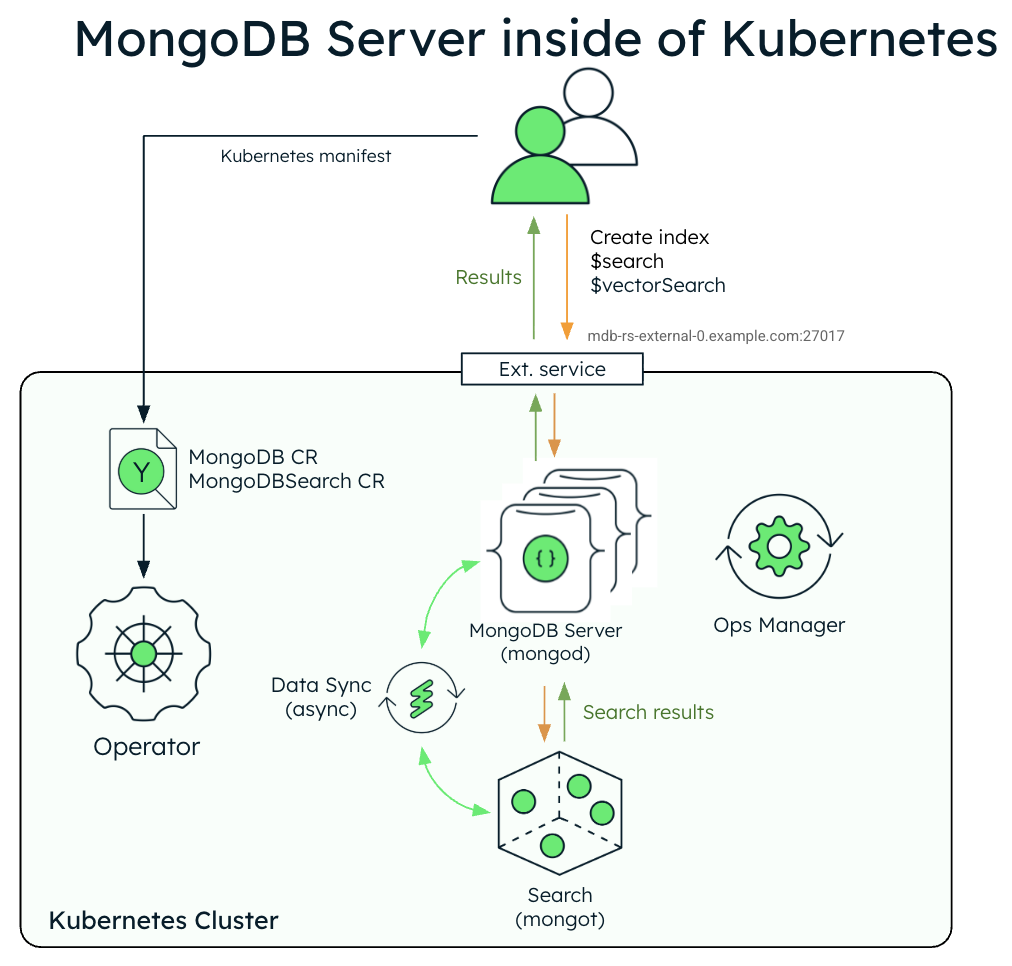 MongoDB Server inside of Kubernetes
Kubernetes manifest
Create index
$search
$vectorSearch
Results
mdb-rs-external-0.example.com:27017
Ext. service
Y
MongoDB CR
MongoDBSearch CR
{ }
MongoDB Server
(mongod)
Ops Manager
Data Sync
(async)
Search results
Operator
Search
(mongot)
Kubernetes Cluster